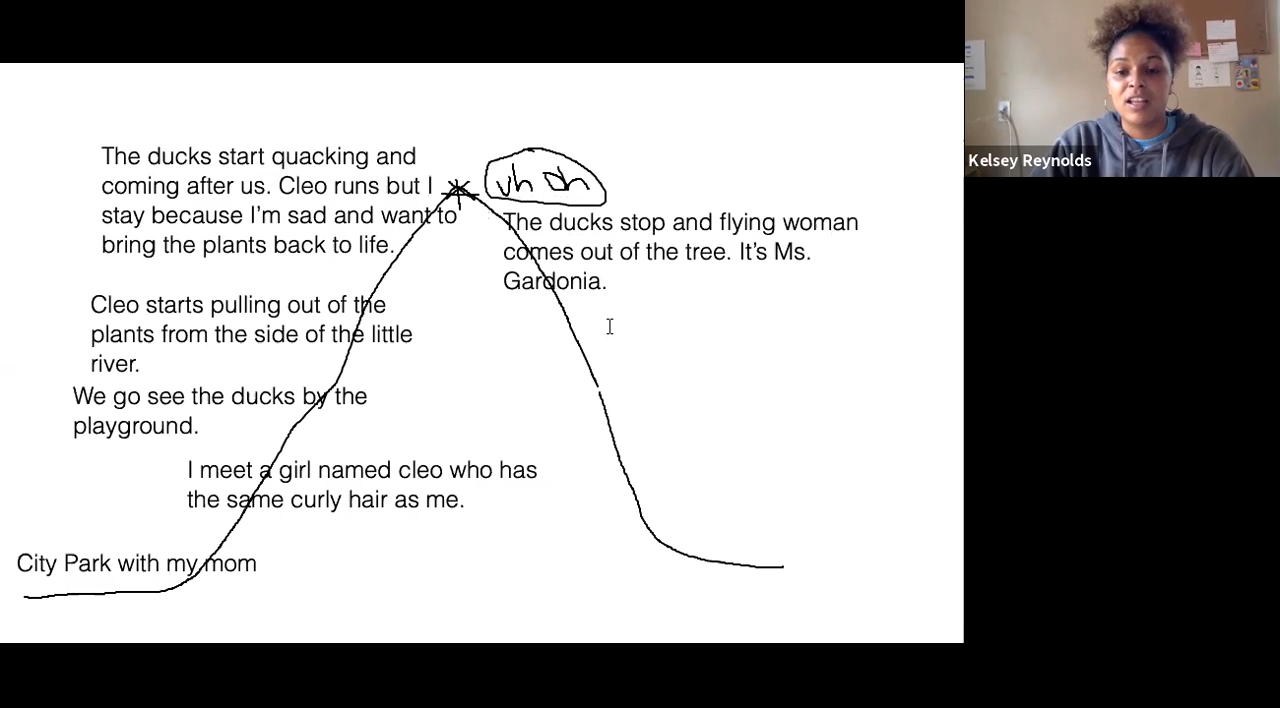 The ducks start quacking and
coming after us. Cleo runs but I
stay because I'm sad and want to
bring the plants back to life.
uh oh
The ducks stop and flying woman
comes out of the tree. It's Ms.
Gardonia.
Cleo starts pulling out of the
plants from the side of the little
river.
We go see the ducks by the
playground.
I meet a girl named cleo who has
the same curly hair as me.
City Park with my mom
Kelsey Reynolds